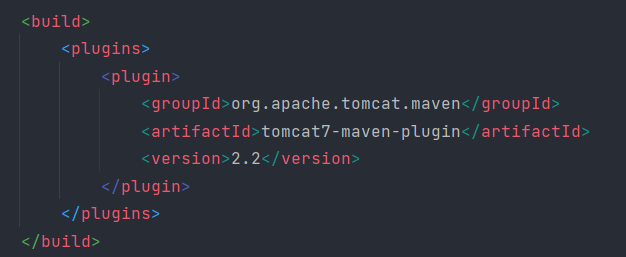 <build>
<plugins>
<plugin>
<groupId>org.apache.tomcat.maven</groupId>
<artifactId>tomcat7-maven-plugin</artifactId>
<version>2.2</version>
</plugin>
</plugins>
</build>